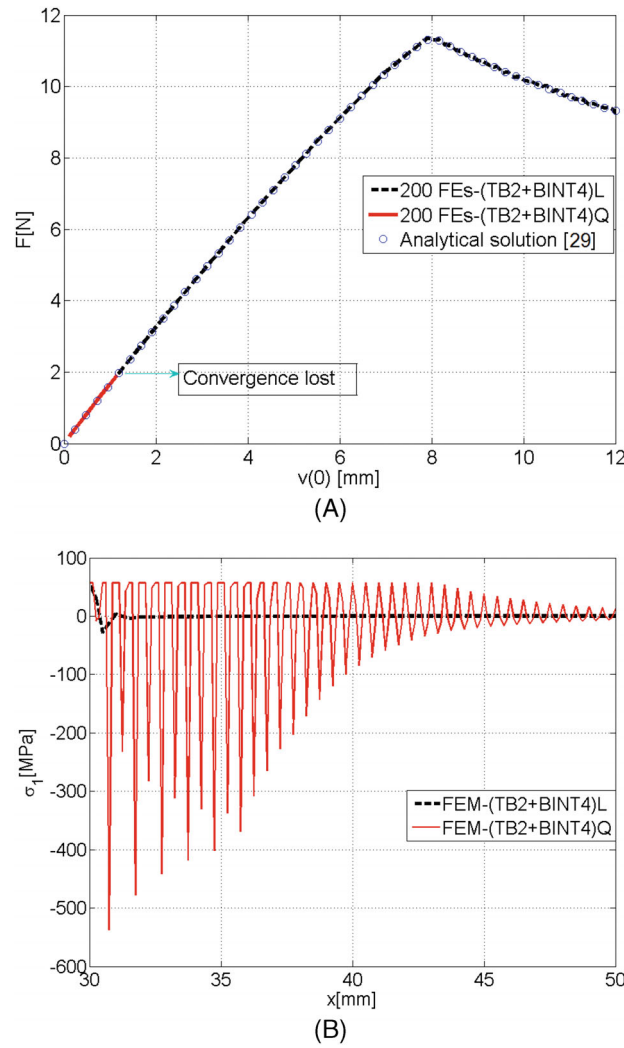 12
10
8
6
4
2
0
F[N]
200 FEs-(TB2+BINT4)L
200 FEs-(TB2+BINT4)Q
Analytical solution [29]
Convergence lost
0 2 4 6 8 10 12
v(0) [mm]
(A)
100
0
-100
-200
-300
-400
-500
-600
σ1[MPa]
FEM-(TB2+BINT4)L
FEM-(TB2+BINT4)Q
30 35 40 45 50
x[mm]
(B)